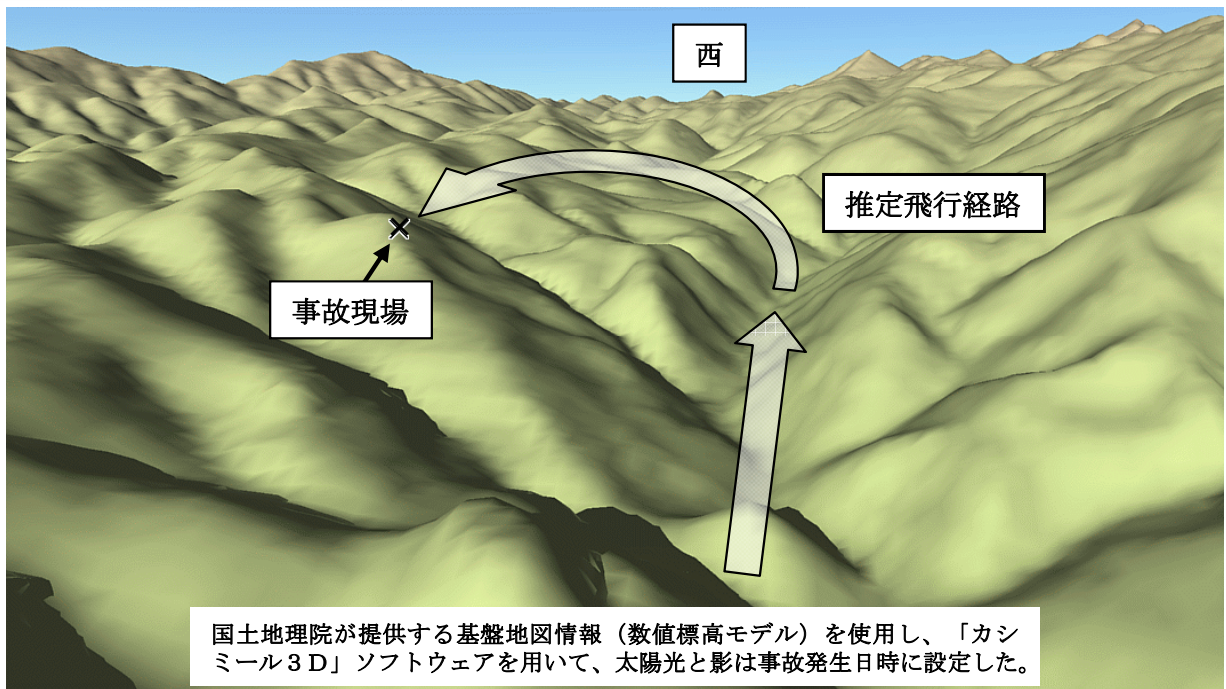 西
推定飛行経路
事故現場
国土地理院が提供する基盤地図情報（数値標高モデル）を使用し、「カシ
ミール３Ｄ」ソフトウェアを用いて、太陽光と影は事故発生日時に設定した。